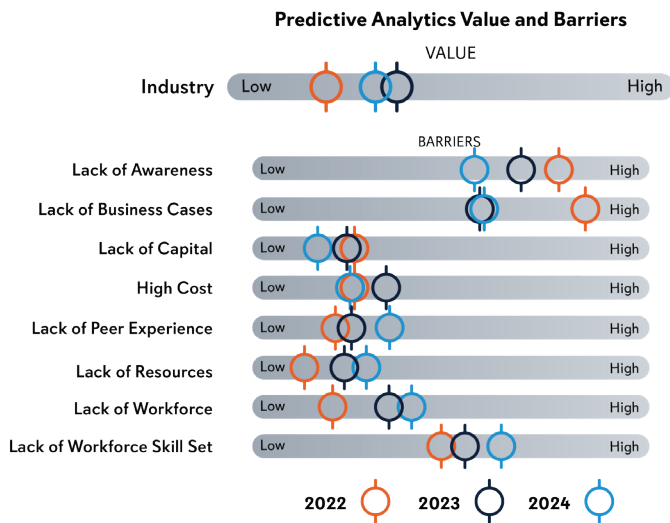 Predictive Analytics Value and Barriers
VALUE
Industry Low High
BARRIERS
Lack of Awareness Low High
Lack of Business Cases Low High
Lack of Capital Low High
High Cost Low High
Lack of Peer Experience Low High
Lack of Resources Low High
Lack of Workforce Low High
Lack of Workforce Skill Set Low High
2022 2023 2024